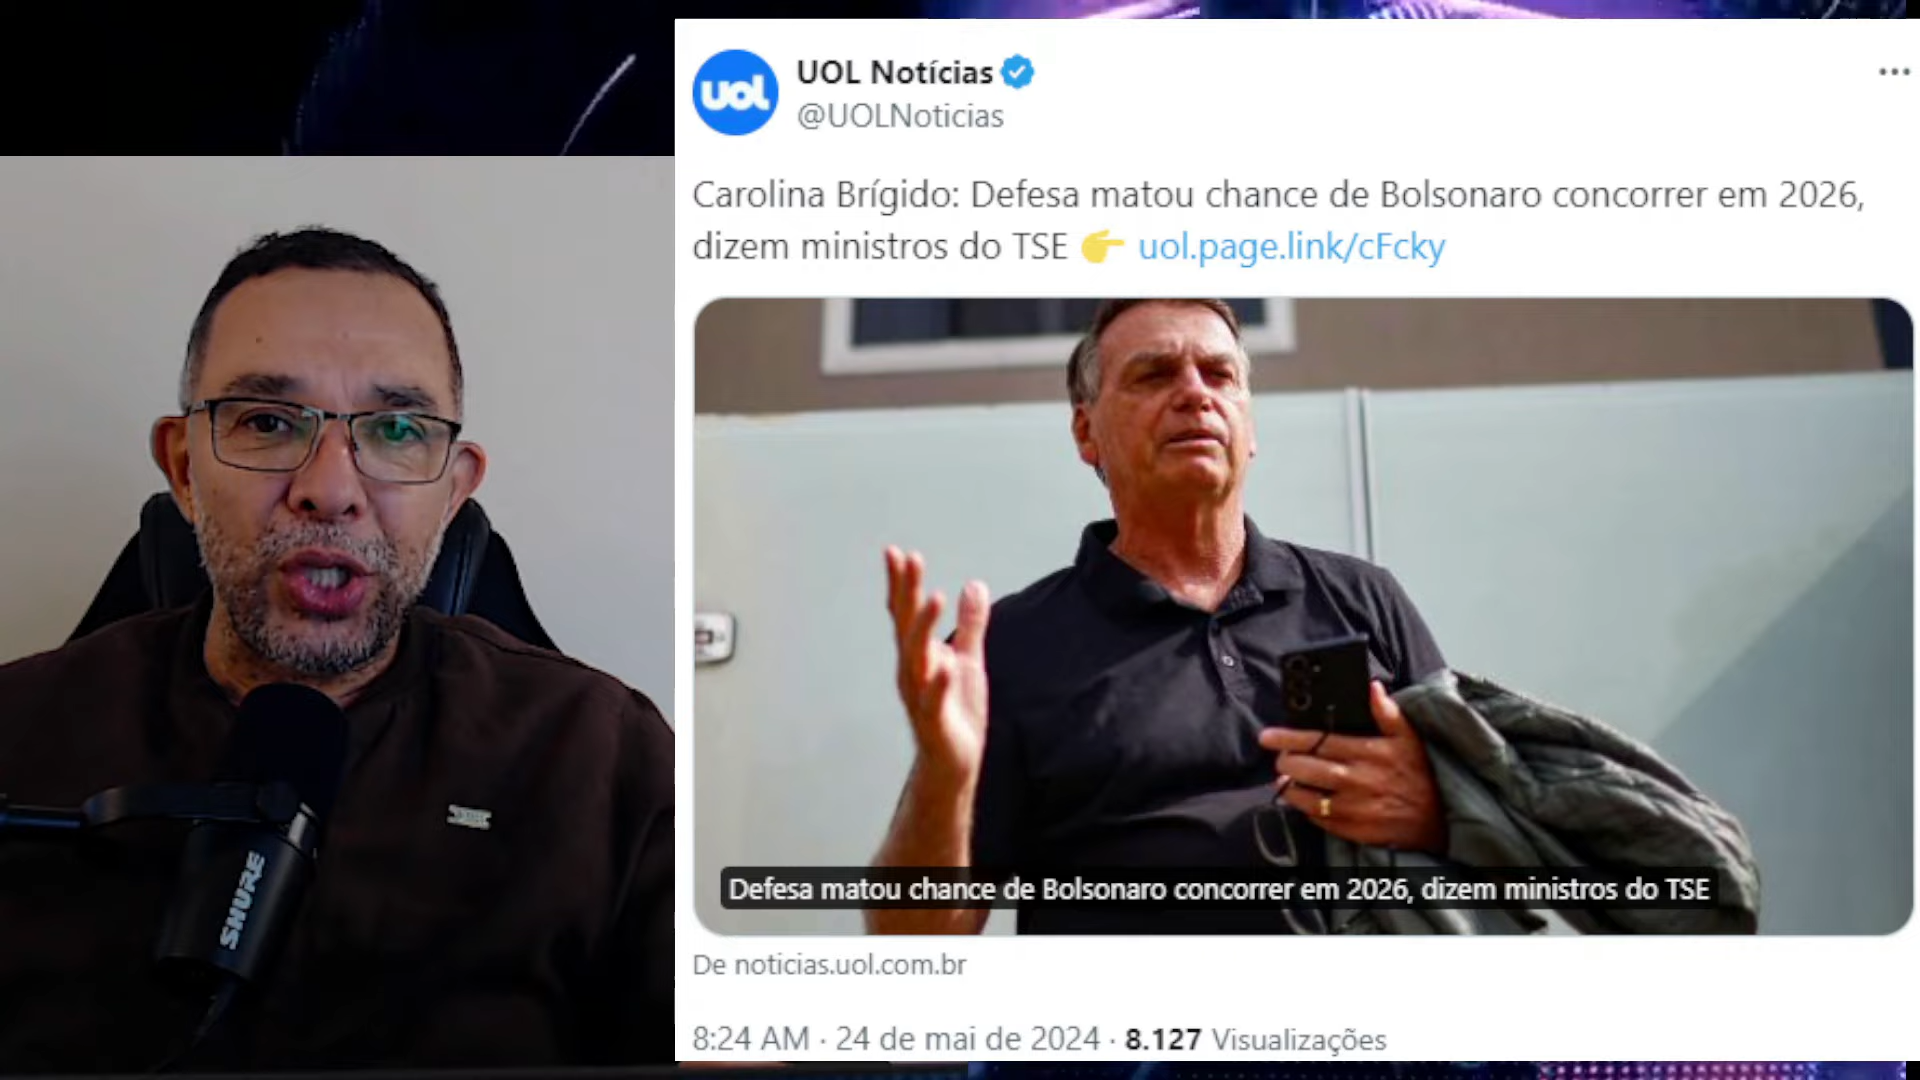 uol
UOL Notícias
@UOLNoticias
Carolina Brígido: Defesa matou chance de Bolsonaro concorrer em 2026,
dizem ministros do TSE 👉 uol.page.link/cFcky
Defesa matou chance de Bolsonaro concorrer em 2026, dizem ministros do TSE
De noticias.uol.com.br
8:24 AM · 24 de mai de 2024 · 8.127 Visualizações
SHURE